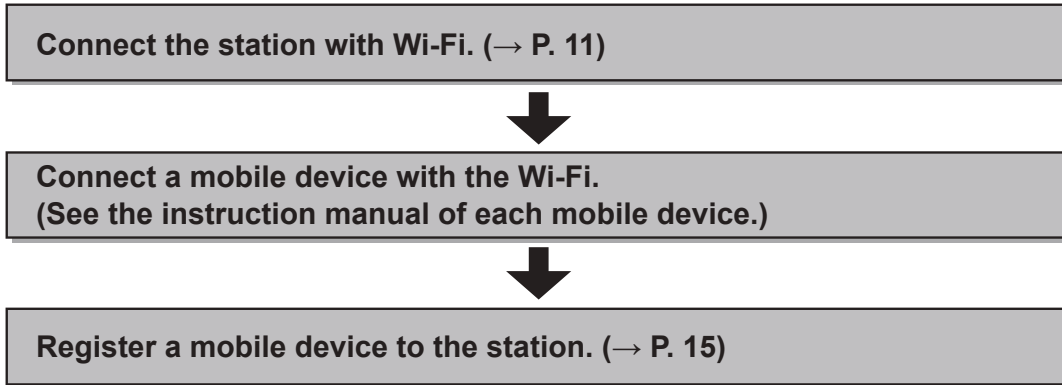 Connect the station with Wi-Fi. (→ P. 11)
Connect a mobile device with the Wi-Fi.
(See the instruction manual of each mobile device.)
Register a mobile device to the station. (→ P. 15)